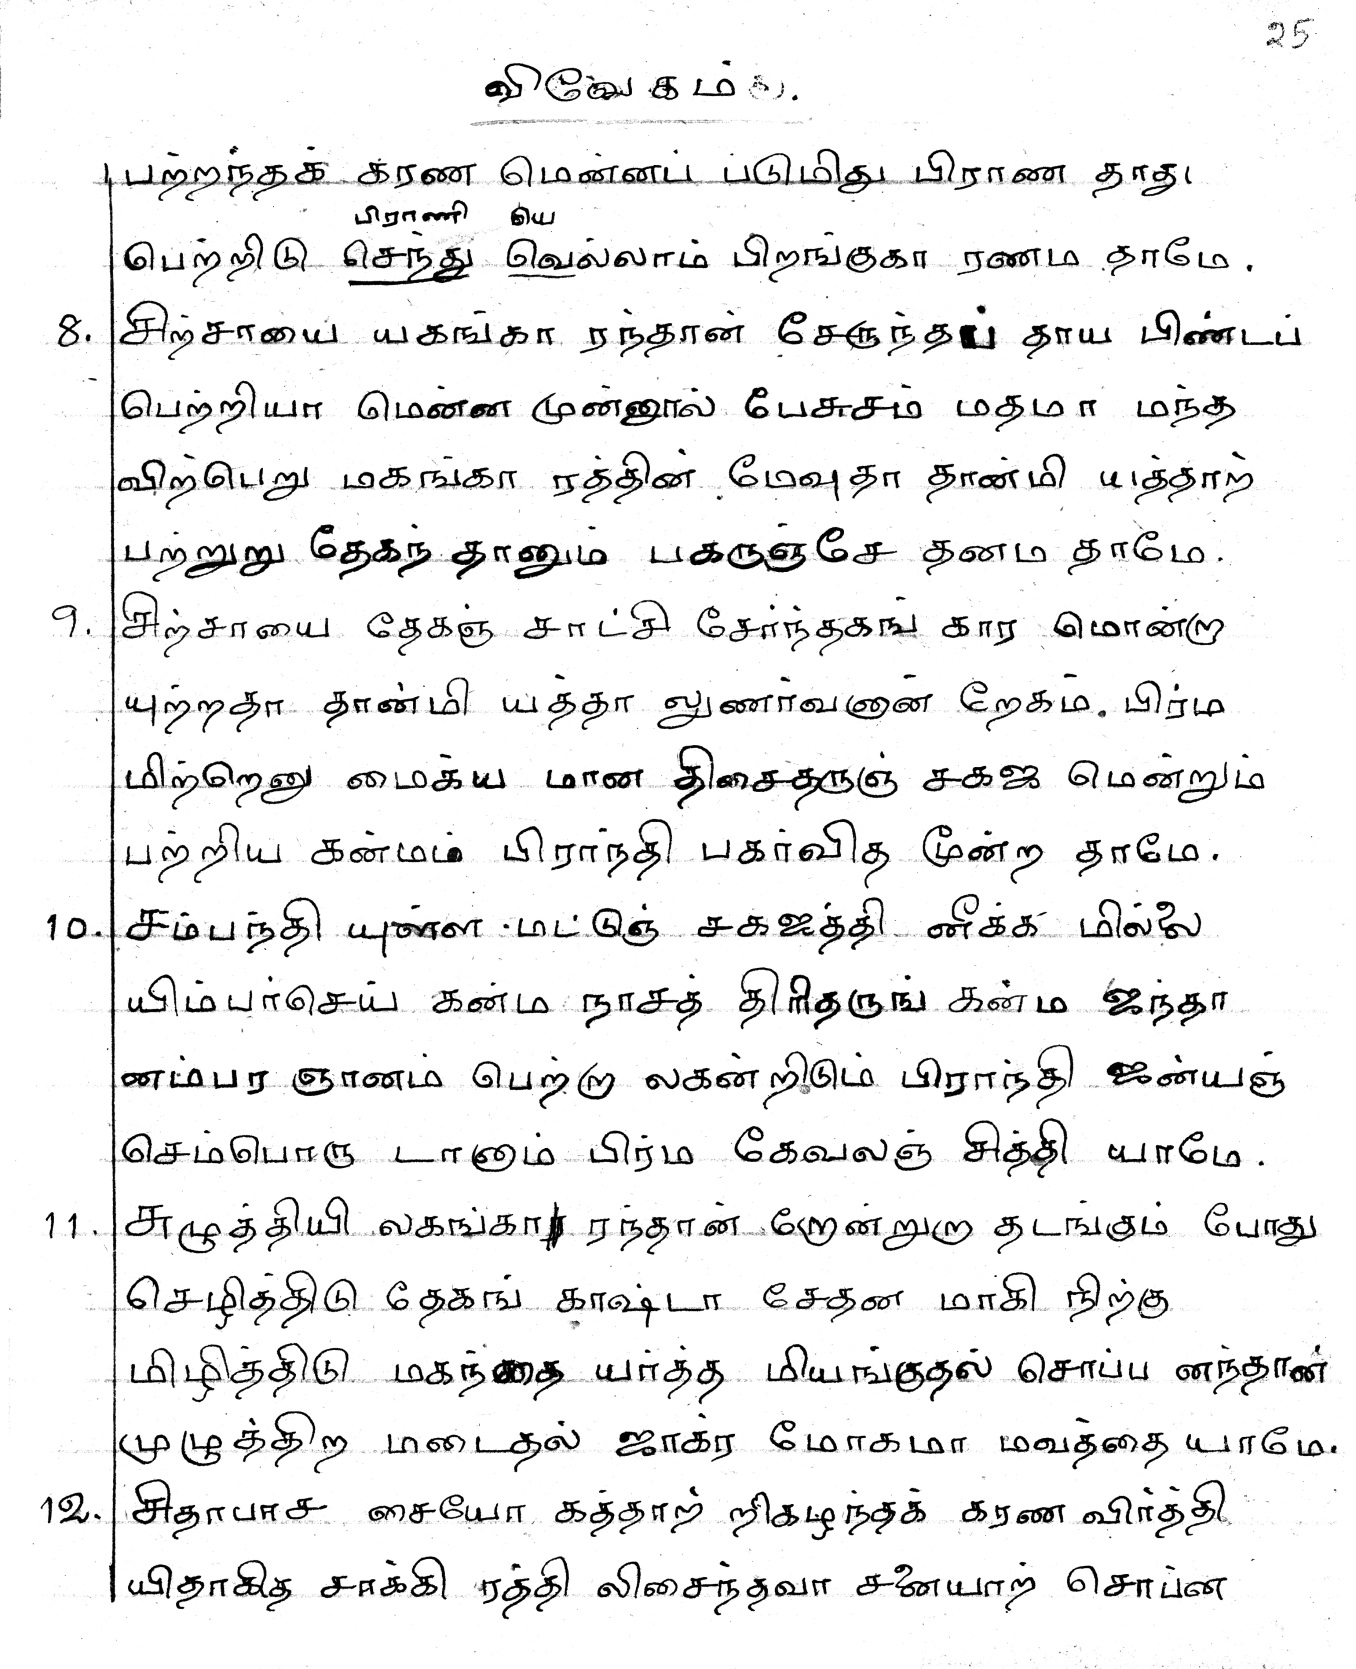 25
விவேகம்.
பற்றந்தக் கரண மென்னப் படுமிது பிராண தாது
பிராணி யெ
பெற்றிடு செந்து வெல்லாம் பிறங்குகா ரணம தாமே.
8. சிற்சாயை யகங்கா ரந்தான் சேருந்தப் தாய பிண்டப்
பெற்றியா மென்ன முன்னூல் பேசுசம் மதமா மந்த
விற்பெறு மகங்கா ரத்தின் மேவுதா தான்மி யத்தாற்
பற்றுறு தேகந் தானும் பகருஞ்சே தனம தாமே.
9. சிற்சாயை தேகஞ் சாட்சி சேர்ந்தகங் கார மொன்று
யுற்றதா தான்மி யத்தா லுணர்வனுன் றேகம். பிர்ம
மிற்றெனு மைக்ய மான திசைதருஞ் சகஜ மென்றும்
பற்றிய கன்மம் பிராந்தி பகர்வித மூன்ற தாமே.
10. சம்பந்தி யுள்ள மட்டுஞ் சகஜத்தி னீக்க மில்லை
யிம்பர்செய் கன்ம நாசத் திரிதருங் கன்ம ஜந்தா
னம்பர ஞானம் பெற்று லகன்றிடும் பிராந்தி ஜன்யஞ்
செம்பொரு டானும் பிர்ம கேவலஞ் சித்தி யாமே.
11. சுழுத்தியி லகங்கா ரந்தான் றோன்றுறு தடங்கும் போது
செழித்திடு தேகங் காஷ்டா சேதன மாகி நிற்கு
மிழித்திடு மகந்தை யர்த்த மியங்குதல் சொப்ப னந்தான்
முழுத்திற மடைதல் ஜாக்ர மோகமா மவத்தை யாமே.
12. சிதாபாச சையோ கத்தாற் றிகழந்தக் கரண விர்த்தி
யிதாகித சாக்கி ரத்தி லிசைந்தவா சனையாற் சொப்ன